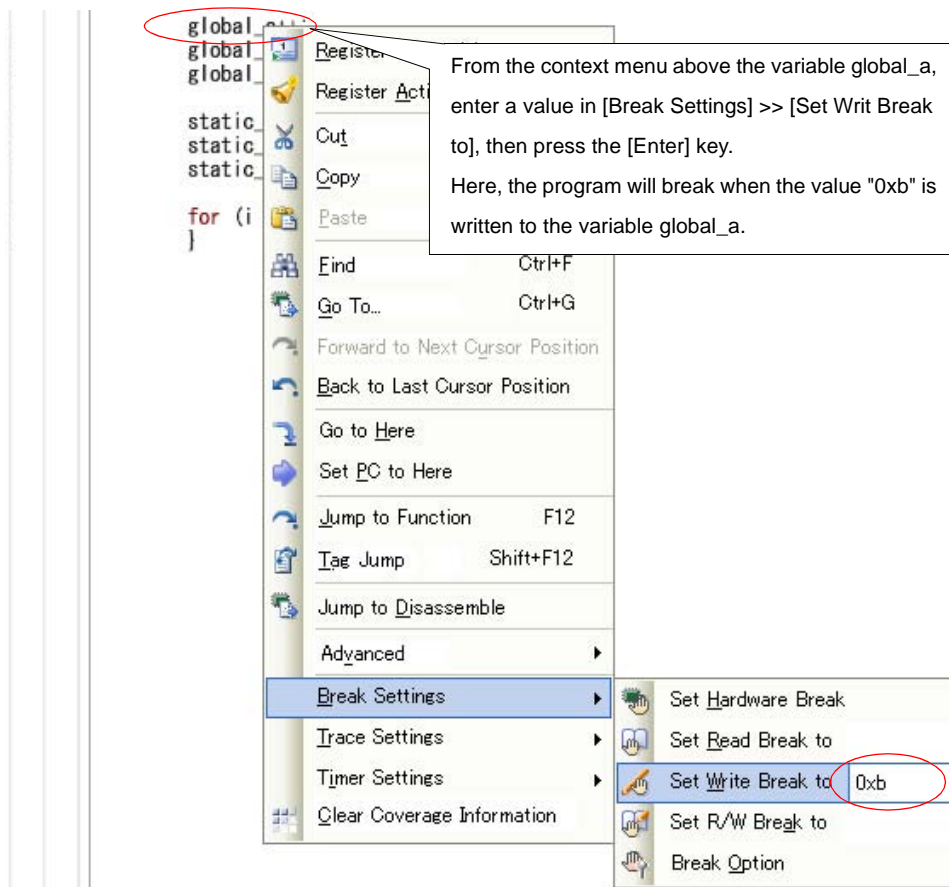 global_
global_
global_
static_
static_
static_
for (i
}
From the context menu above the variable global_a,
enter a value in [Break Settings] >> [Set Writ Break
to], then press the [Enter] key.
Here, the program will break when the value "0xb" is
written to the variable global_a.
Register
Register Acti
Cut
Copy
Paste
Find Ctrl+F
Go To... Ctrl+G
Forward to Next Cursor Position
Back to Last Cursor Position
Go to Here
Set PC to Here
Jump to Function F12
Tag Jump Shift+F12
Jump to Disassemble
Advanced
Break Settings
Trace Settings
Timer Settings
Clear Coverage Information
Set Hardware Break
Set Read Break to
Set Write Break to 0xb
Set R/W Break to
Break Option